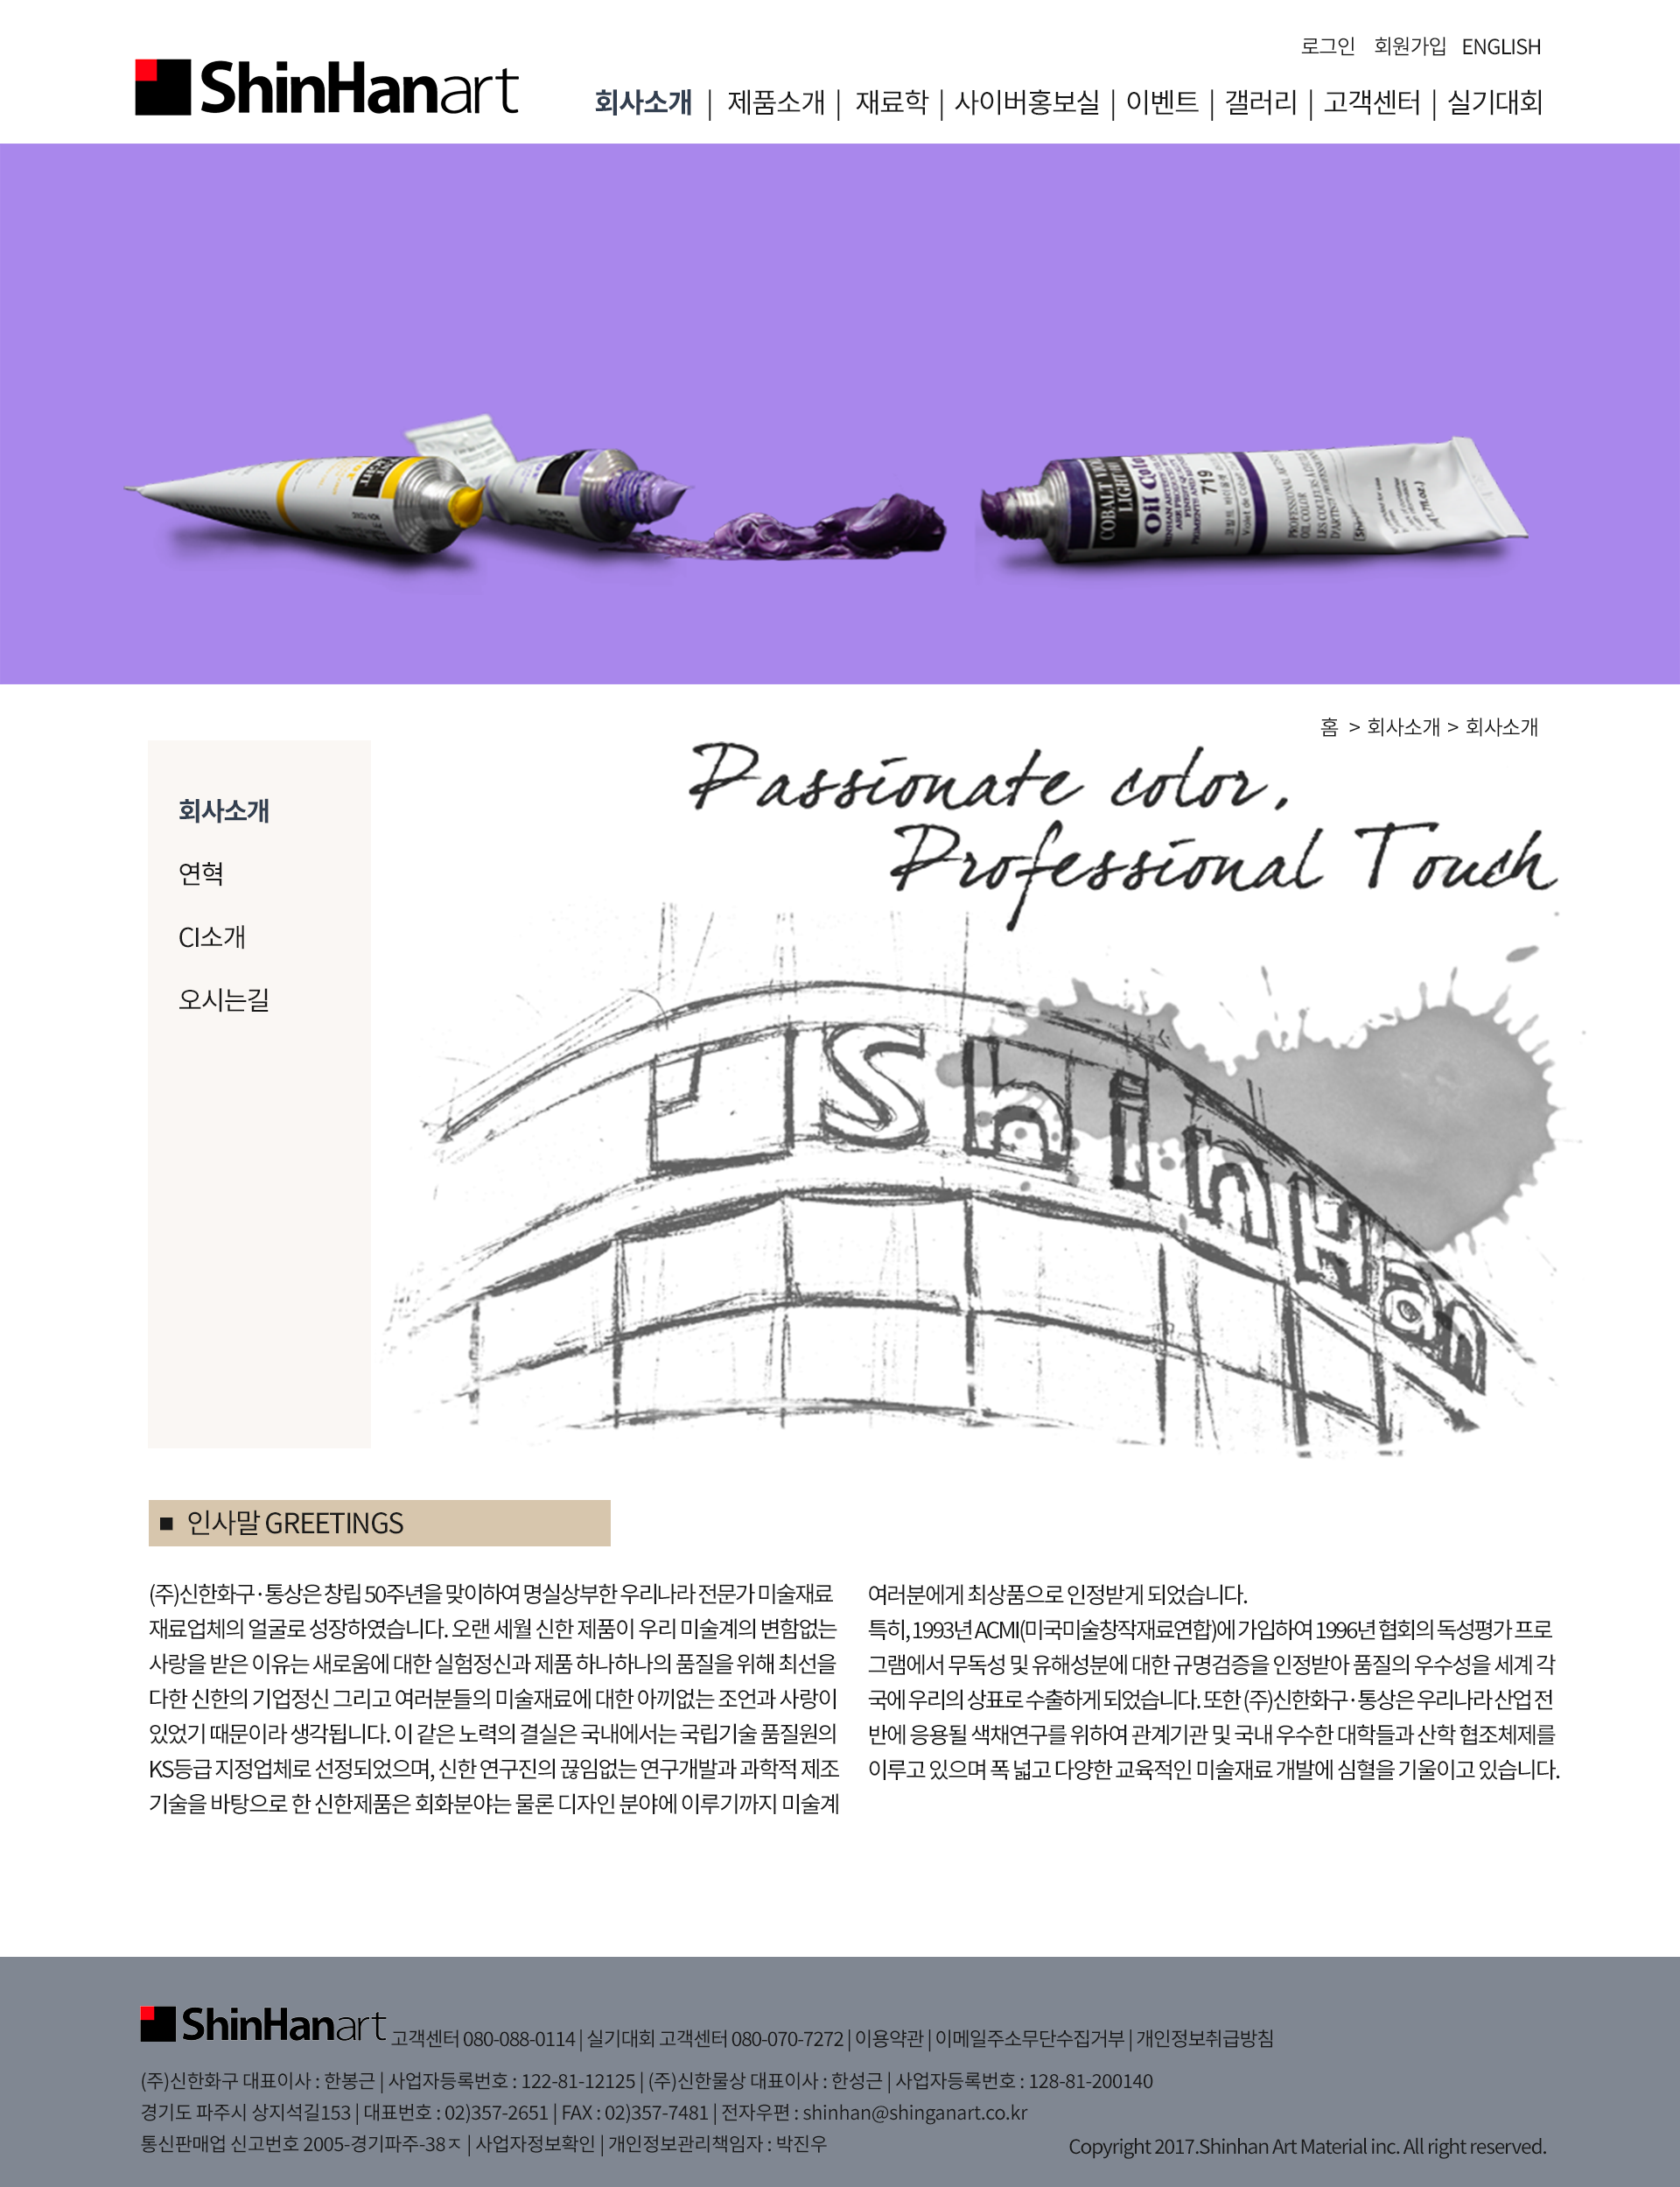 로그인 회원가입 ENGLISH
ShinHanart
회사소개 | 제품소개 | 재료학 | 사이버홍보실 | 이벤트 | 갤러리 | 고객센터 | 실기대회
COBALT
LIGHT
Oil Colo
719
PROFESSIONAL
OIL COLOR
홈 > 회사소개 > 회사소개
Passionate color,
Professional Touch
회사소개
연혁
CI소개
오시는길
ShinHan
■ 인사말 GREETINGS
(주)신한화구·통상은 창립 50주년을 맞이하여 명실상부한 우리나라 전문가 미술재료
재료업체의 얼굴로 성장하였습니다. 오랜 세월 신한 제품이 우리 미술계의 변함없는
사랑을 받은 이유는 새로움에 대한 실험정신과 제품 하나하나의 품질을 위해 최선을
다한 신한의 기업정신 그리고 여러분들의 미술재료에 대한 아끼없는 조언과 사랑이
있었기 때문이라 생각됩니다. 이 같은 노력의 결실은 국내에서는 국립기술 품질원의
KS등급 지정업체로 선정되었으며, 신한 연구진의 끊임없는 연구개발과 과학적 제조
기술을 바탕으로 한 신한제품은 회화분야는 물론 디자인 분야에 이루기까지 미술계
여러분에게 최상품으로 인정받게 되었습니다.
특히, 1993년 ACMI(미국미술창작재료연합)에 가입하여 1996년 협회의 독성평가 프로
그램에서 무독성 및 유해성분에 대한 규명검증을 인정받아 품질의 우수성을 세계 각
국에 우리의 상표로 수출하게 되었습니다. 또한 (주)신한화구·통상은 우리나라 산업 전
반에 응용될 색채연구를 위하여 관계기관 및 국내 우수한 대학들과 산학 협조체제를
이루고 있으며 폭 넓고 다양한 교육적인 미술재료 개발에 심혈을 기울이고 있습니다.
ShinHanart 고객센터 080-088-0114 | 실기대회 고객센터 080-070-7272 | 이용약관 | 이메일주소무단수집거부 | 개인정보취급방침
(주)신한화구 대표이사 : 한봉근 | 사업자등록번호 : 122-81-12125 | (주)신한물상 대표이사 : 한성근 | 사업자등록번호 : 128-81-200140
경기도 파주시 상지석길153 | 대표번호 : 02)357-2651 | FAX : 02)357-7481 | 전자우편 : shinhan@shinganart.co.kr
통신판매업 신고번호 2005-경기파주-38ㅈ | 사업자정보확인 | 개인정보관리책임자 : 박진우
Copyright 2017.Shinhan Art Material inc. All right reserved.